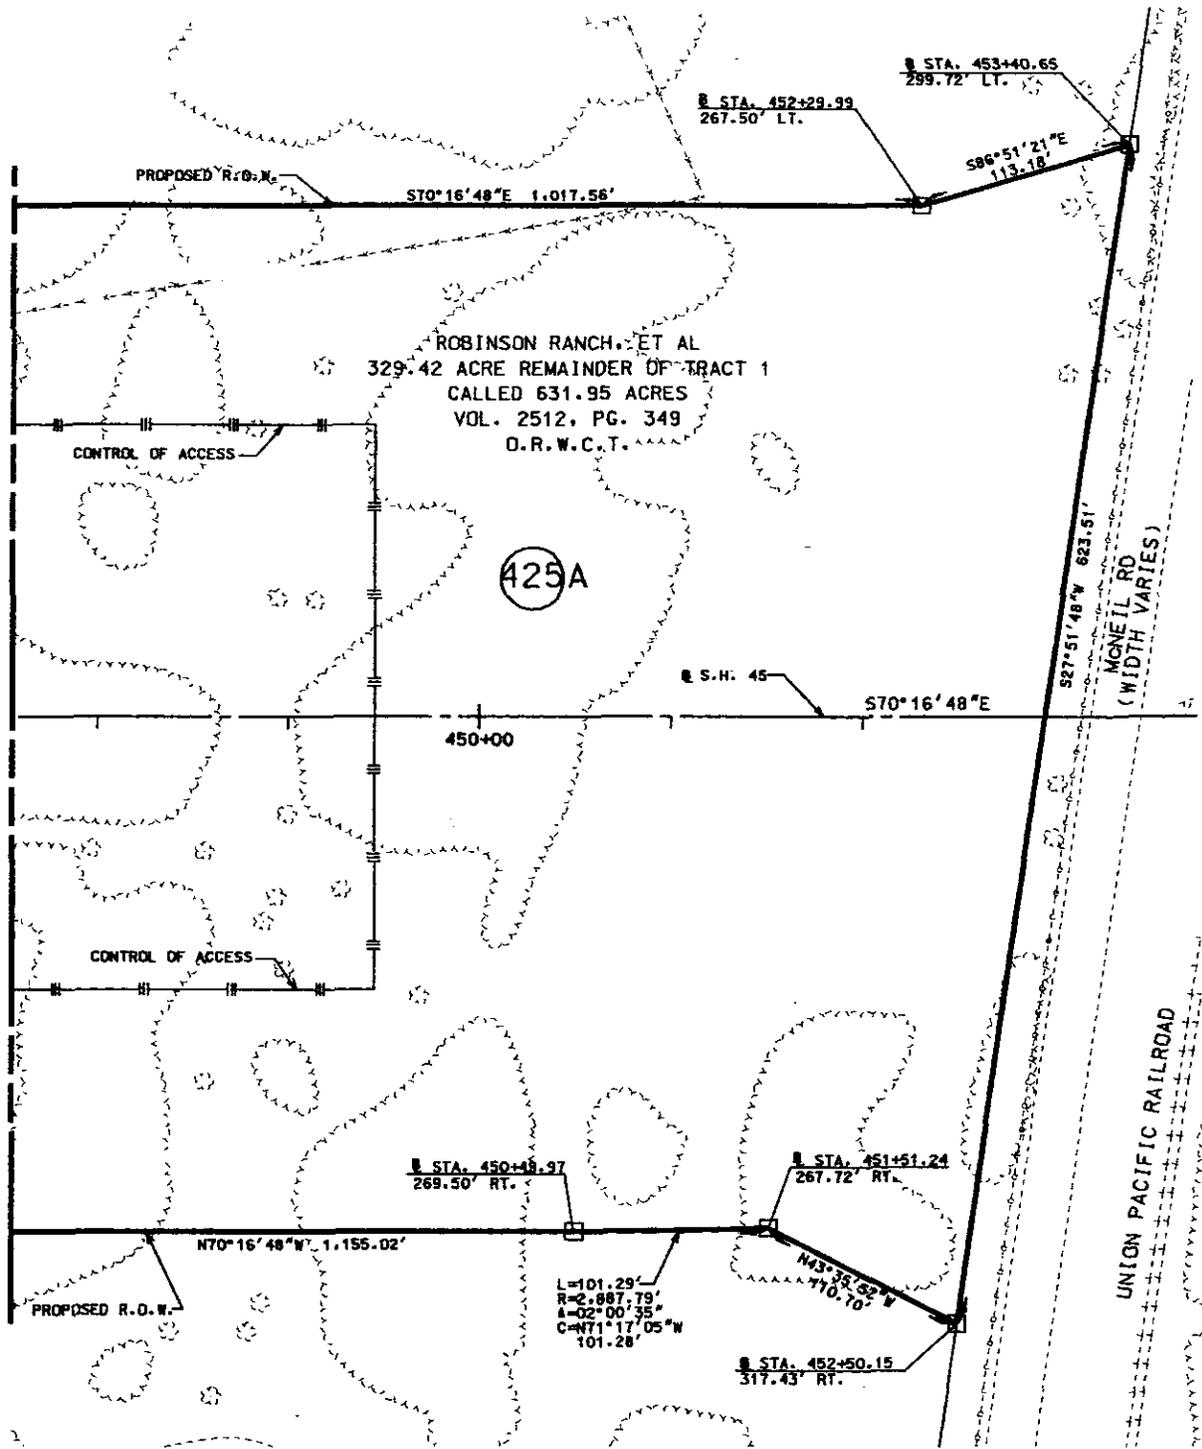 ℄ STA. 453+40.65
299.72' LT.
℄ STA. 452+29.99
267.50' LT.
S86°51'21"E
113.18'
PROPOSED R.O.W.
S70°16'48"E 1,017.56'
ROBINSON RANCH, ET AL
329.42 ACRE REMAINDER OF TRACT 1
CALLED 631.95 ACRES
VOL. 2512, PG. 349
O.R.W.C.T.
CONTROL OF ACCESS
425A
S27°51'48"W 623.51'
MCNEIL RD
(WIDTH VARIES)
℄ S.H. 45
S70°16'48"E
450+00
CONTROL OF ACCESS
UNION PACIFIC RAILROAD
℄ STA. 450+49.97
269.50' RT.
℄ STA. 451+51.24
267.72' RT.
N70°16'48"W 1,155.02'
N43°35'52"W
110.70'
PROPOSED R.O.W.
L=101.29'
R=2,887.79'
Δ=02°00'35"
C=N71°17'05"W
101.28'
℄ STA. 452+50.15
317.43' RT.